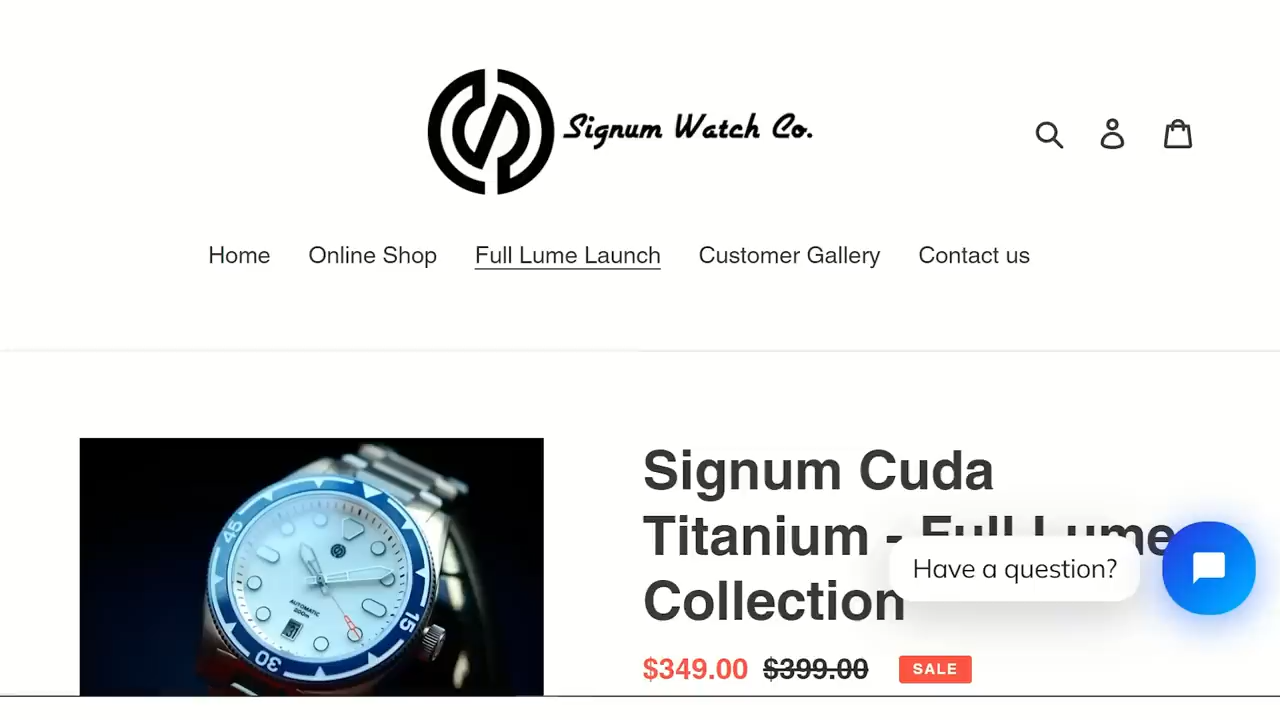 Signum Watch Co.
Home Online Shop Full Lume Launch Customer Gallery Contact us
Signum Cuda
Titanium - Full Lume
Collection
Have a question?
$349.00 $399.00 SALE
45
AUTOMATIC
200m
31
15
30